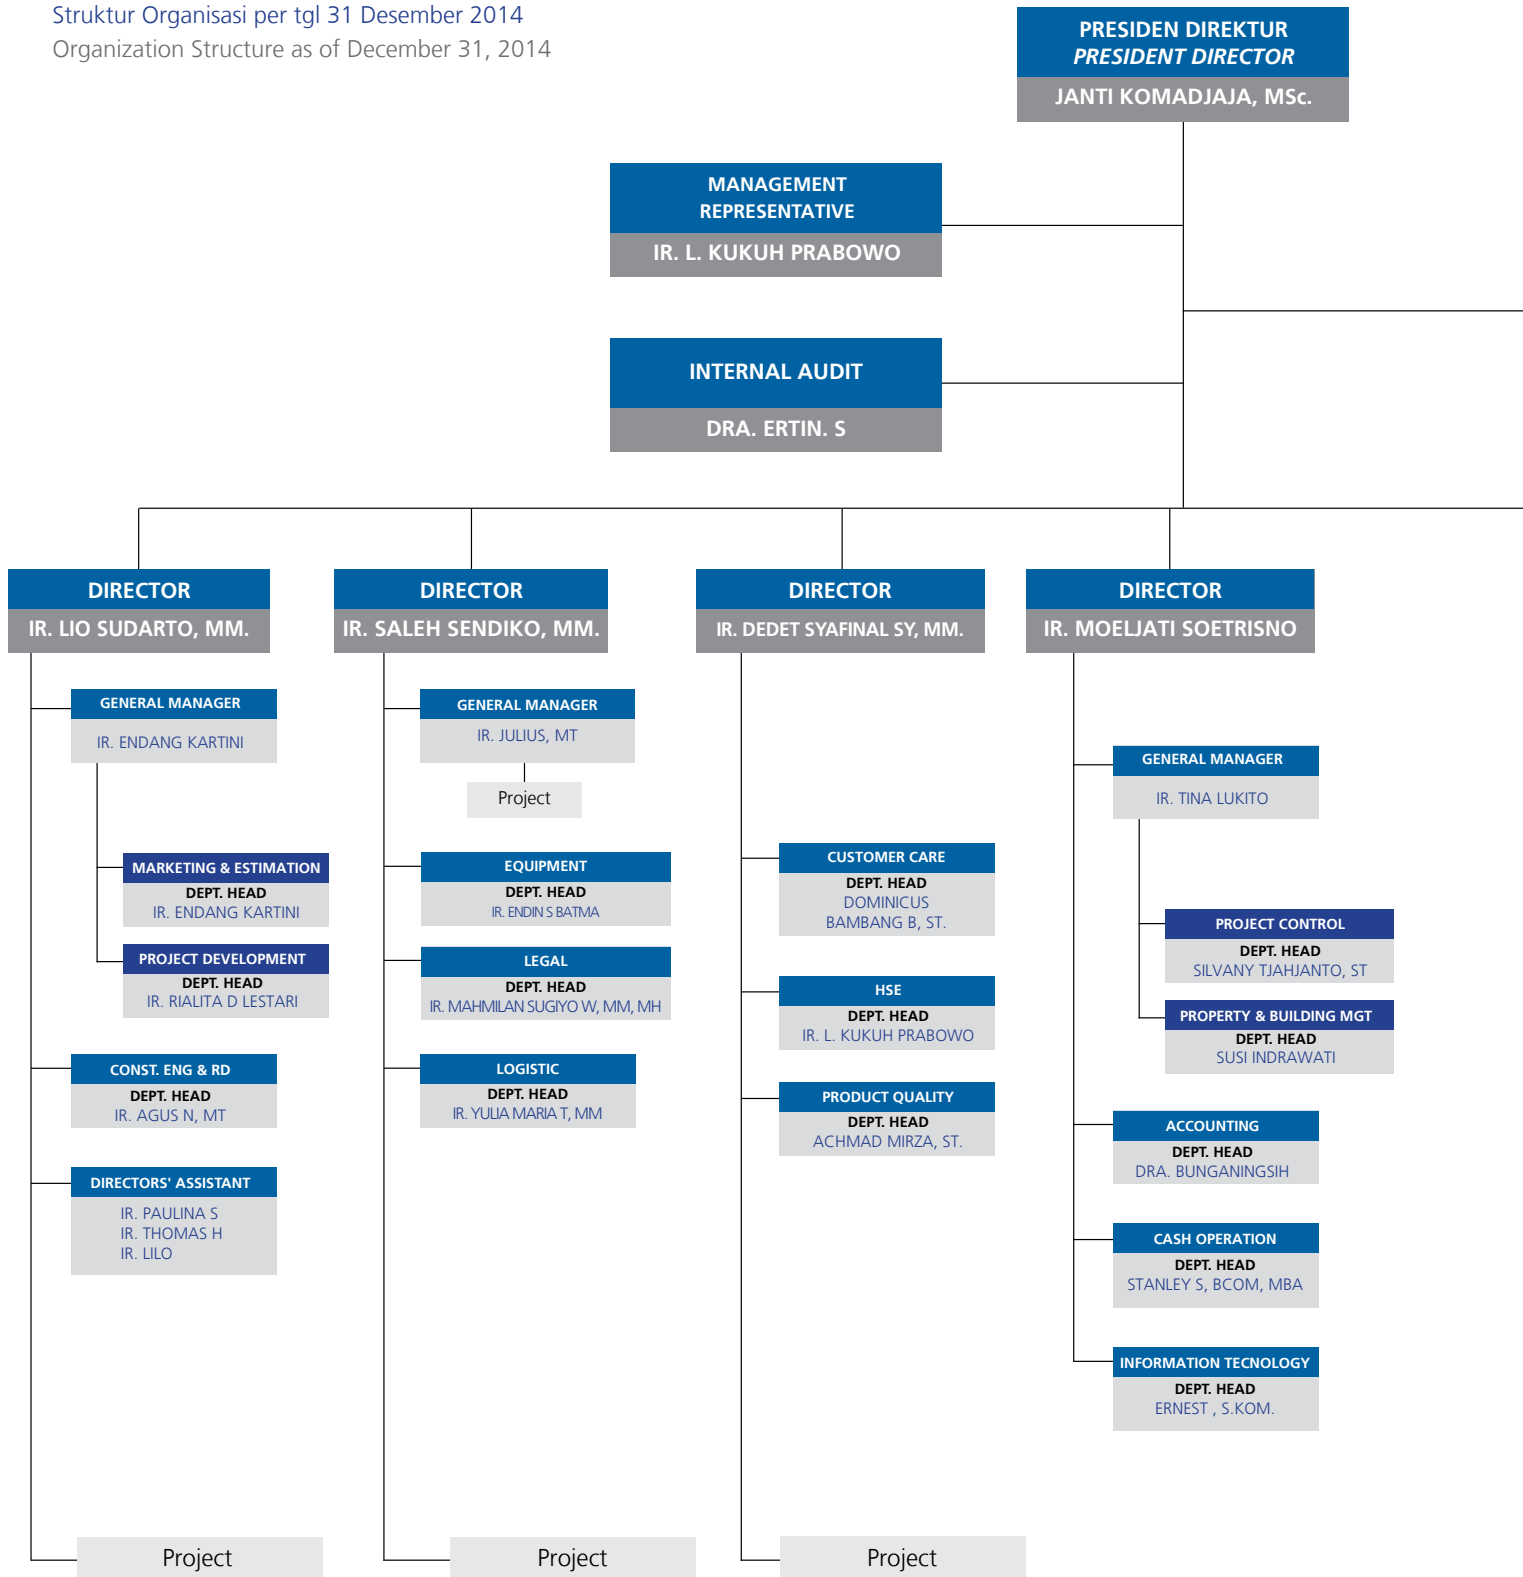 Struktur Organisasi per tgl 31 Desember 2014
Organization Structure as of December 31, 2014
PRESIDEN DIREKTUR
PRESIDENT DIRECTOR
JANTI KOMADJAJA, MSc.
MANAGEMENT
REPRESENTATIVE
IR. L. KUKUH PRABOWO
INTERNAL AUDIT
DRA. ERTIN. S
DIRECTOR
IR. LIO SUDARTO, MM.
GENERAL MANAGER
IR. ENDANG KARTINI
MARKETING & ESTIMATION
DEPT. HEAD
IR. ENDANG KARTINI
PROJECT DEVELOPMENT
DEPT. HEAD
IR. RIALITA D LESTARI
CONST. ENG & RD
DEPT. HEAD
IR. AGUS N, MT
DIRECTORS' ASSISTANT
IR. PAULINA S
IR. THOMAS H
IR. LILO
Project
DIRECTOR
IR. SALEH SENDIKO, MM.
GENERAL MANAGER
IR. JULIUS, MT
Project
EQUIPMENT
DEPT. HEAD
IR. ENDIN S BATMA
LEGAL
DEPT. HEAD
IR. MAHMILAN SUGIYO W, MM, MH
LOGISTIC
DEPT. HEAD
IR. YULIA MARIA T, MM
Project
DIRECTOR
IR. DEDET SYAFINAL SY, MM.
CUSTOMER CARE
DEPT. HEAD
DOMINICUS
BAMBANG B, ST.
HSE
DEPT. HEAD
IR. L. KUKUH PRABOWO
PRODUCT QUALITY
DEPT. HEAD
ACHMAD MIRZA, ST.
Project
DIRECTOR
IR. MOELJATI SOETRISNO
GENERAL MANAGER
IR. TINA LUKITO
PROJECT CONTROL
DEPT. HEAD
SILVANY TJAHJANTO, ST
PROPERTY & BUILDING MGT
DEPT. HEAD
SUSI INDRAWATI
ACCOUNTING
DEPT. HEAD
DRA. BUNGANINGSIH
CASH OPERATION
DEPT. HEAD
STANLEY S, BCOM, MBA
INFORMATION TECNOLOGY
DEPT. HEAD
ERNEST , S.KOM.